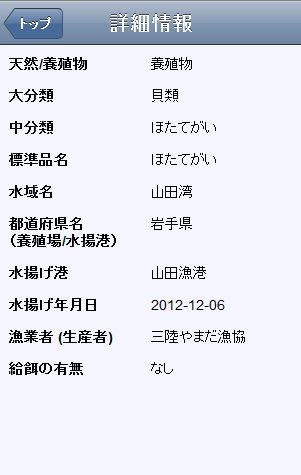 トップ
詳細情報
天然/養殖物 養殖物
大分類 貝類
中分類 ほたてがい
標準品名 ほたてがい
水域名 山田湾
都道府県名 岩手県
(養殖場/水揚港)
水揚げ港 山田漁港
水揚げ年月日 2012-12-06
漁業者 (生産者) 三陸やまだ漁協
給餌の有無 なし